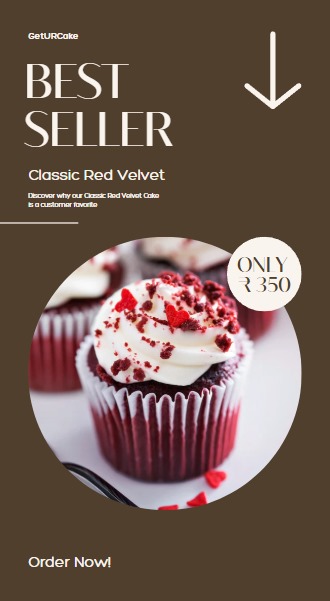 GetURCake
BEST
SELLER
Classic Red Velvet
Discover why our Classic Red Velvet Cake
is a customer favorite
ONLY
R 350
Order Now!